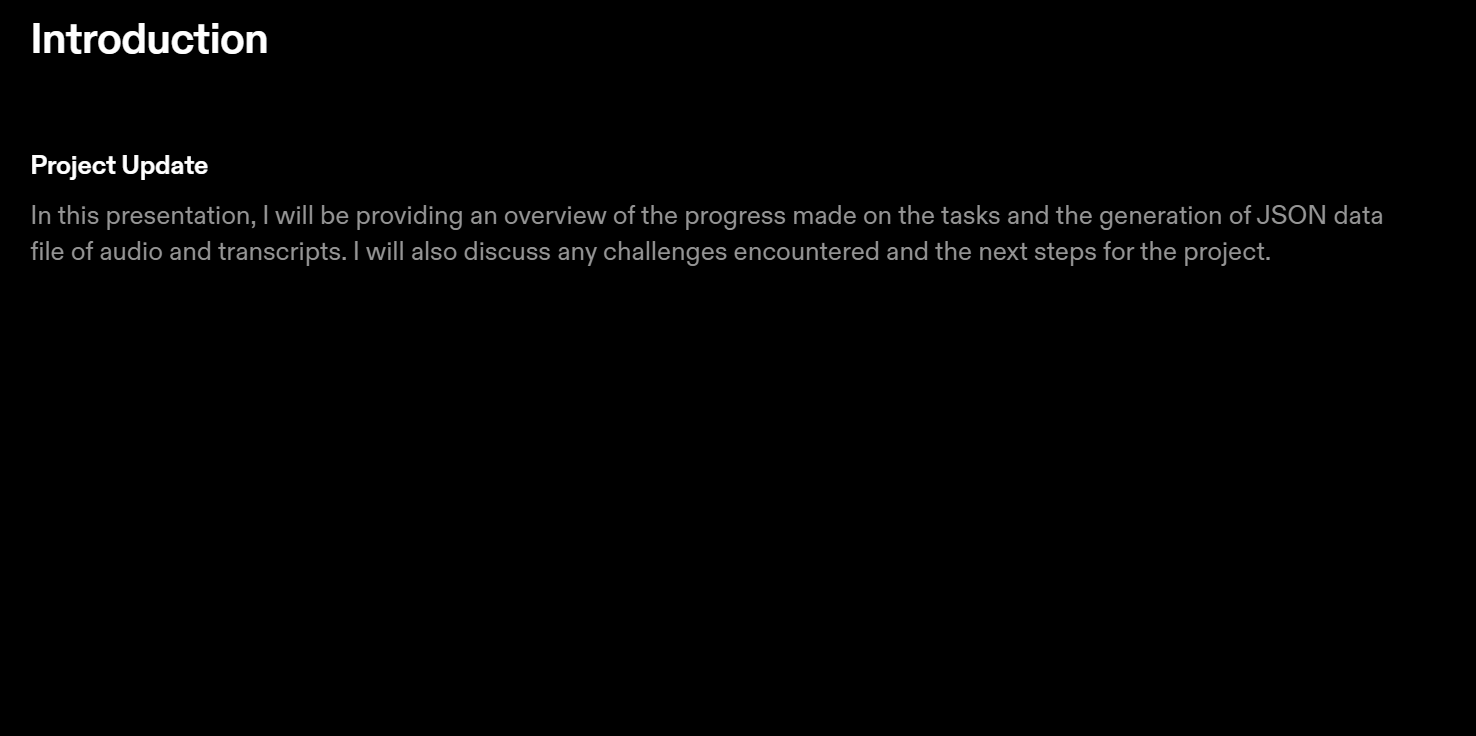 Introduction
Project Update
In this presentation, I will be providing an overview of the progress made on the tasks and the generation of JSON data
file of audio and transcripts. I will also discuss any challenges encountered and the next steps for the project.